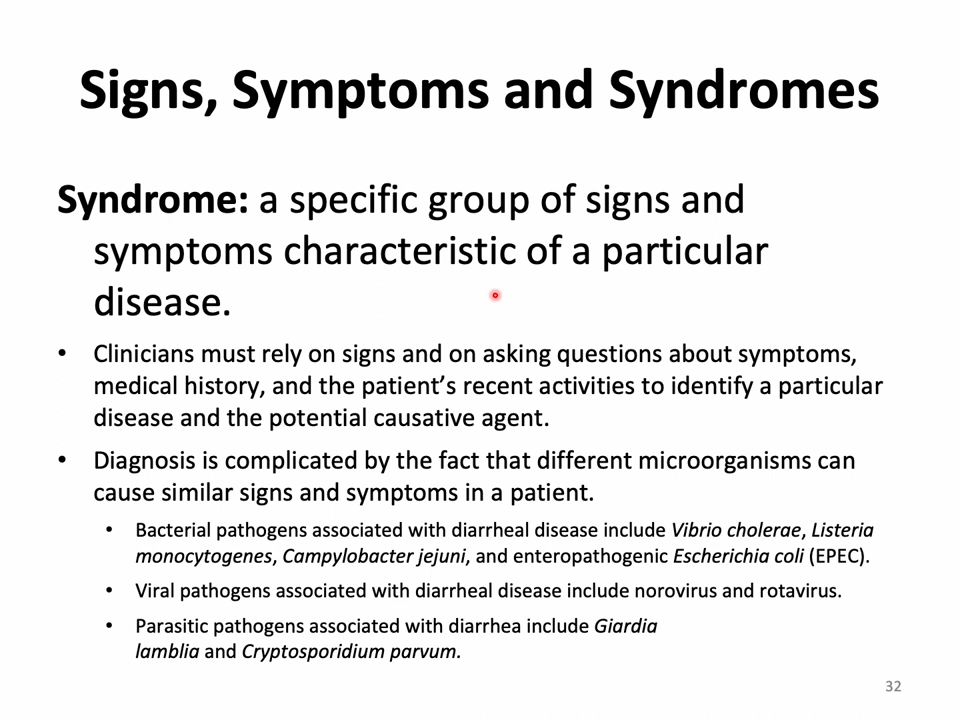 Signs, Symptoms and Syndromes
Syndrome: a specific group of signs and
symptoms characteristic of a particular
disease.
• Clinicians must rely on signs and on asking questions about symptoms,
medical history, and the patient’s recent activities to identify a particular
disease and the potential causative agent.
• Diagnosis is complicated by the fact that different microorganisms can
cause similar signs and symptoms in a patient.
• Bacterial pathogens associated with diarrheal disease include Vibrio cholerae, Listeria
monocytogenes, Campylobacter jejuni, and enteropathogenic Escherichia coli (EPEC).
• Viral pathogens associated with diarrheal disease include norovirus and rotavirus.
• Parasitic pathogens associated with diarrhea include Giardia
lamblia and Cryptosporidium parvum.
32